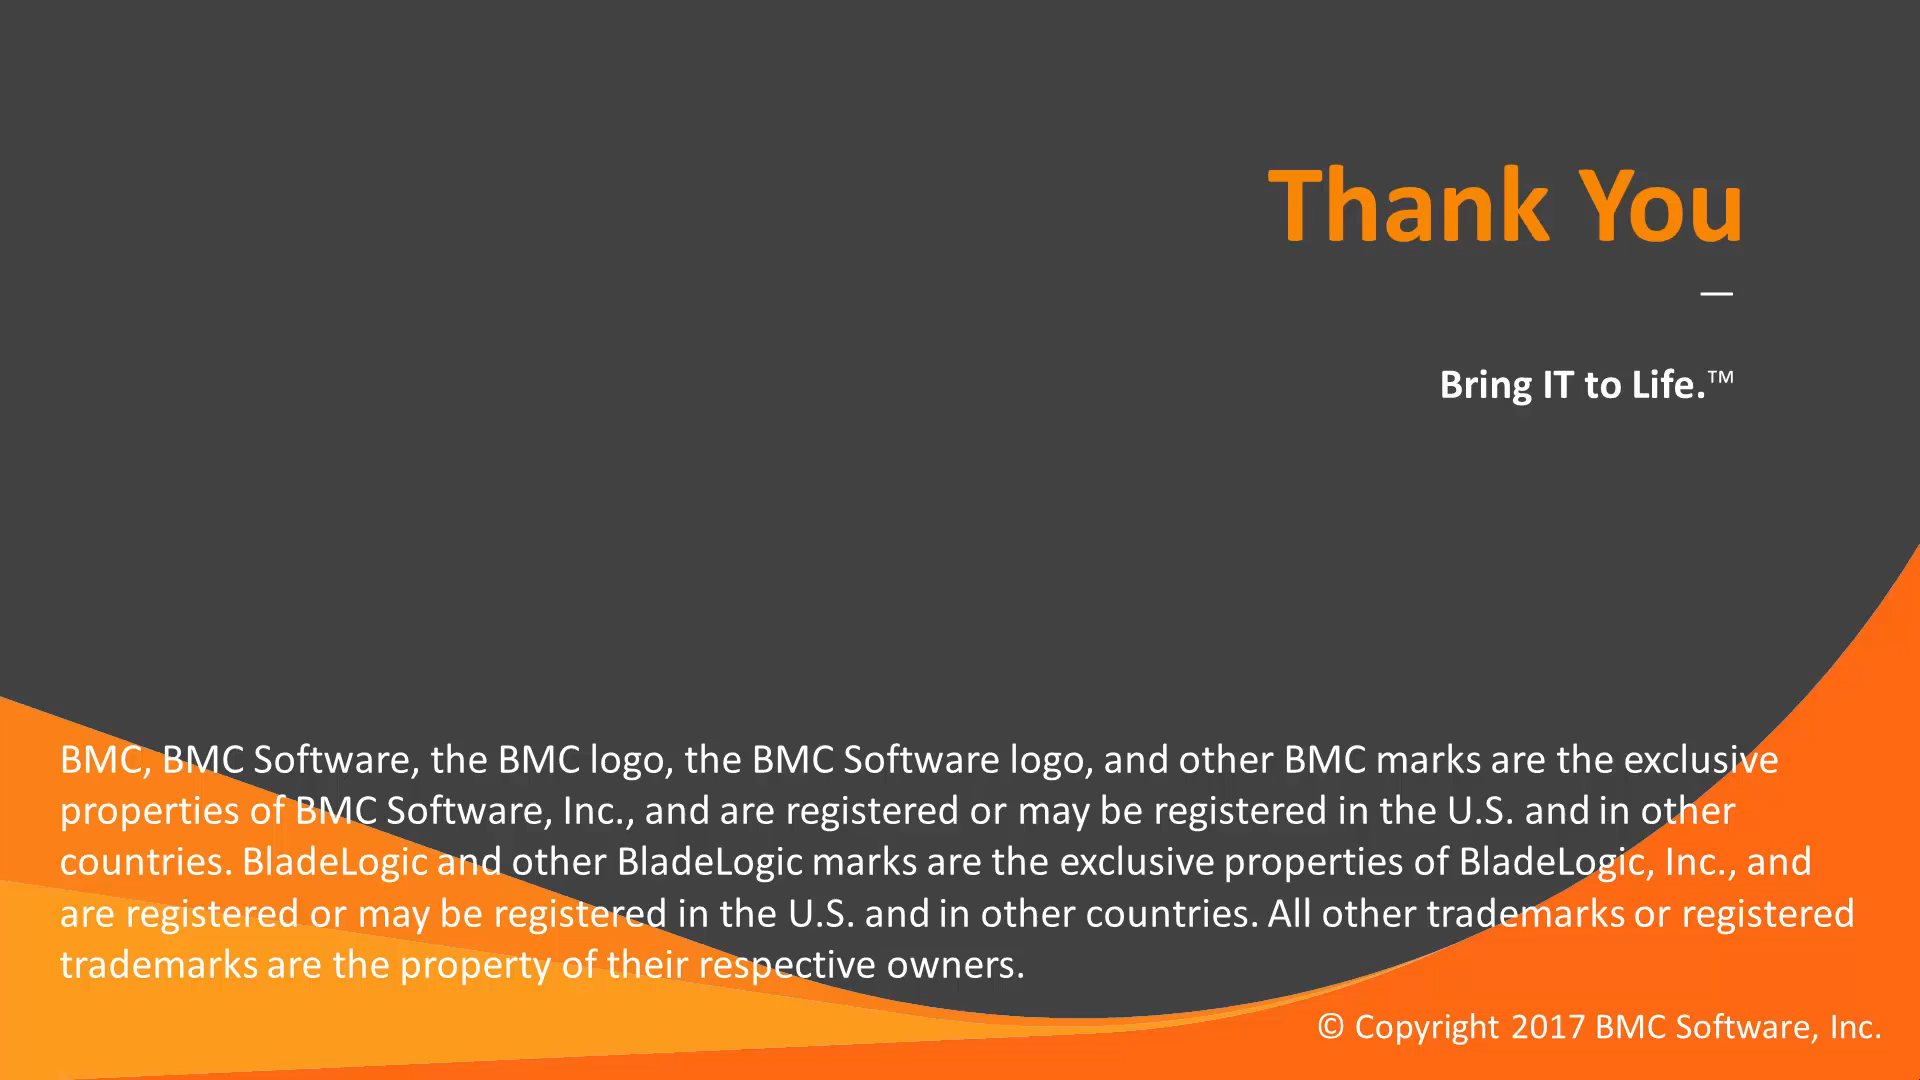 Thank You
—
Bring IT to Life.™
BMC, BMC Software, the BMC logo, the BMC Software logo, and other BMC marks are the exclusive
properties of BMC Software, Inc., and are registered or may be registered in the U.S. and in other
countries. BladeLogic and other BladeLogic marks are the exclusive properties of BladeLogic, Inc., and
are registered or may be registered in the U.S. and in other countries. All other trademarks or registered
trademarks are the property of their respective owners.
© Copyright 2017 BMC Software, Inc.